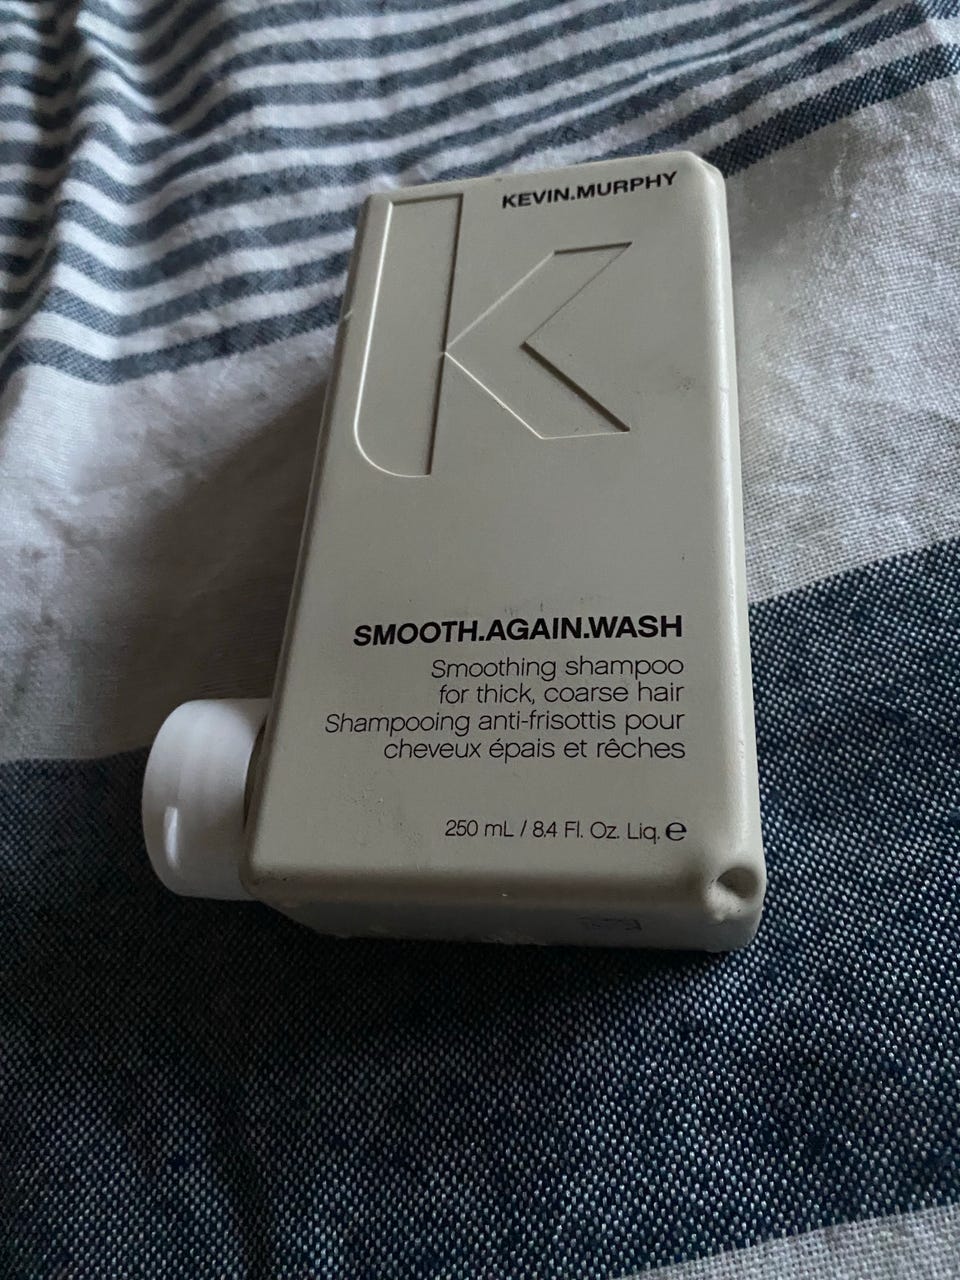 KEVIN.MURPHY
K
SMOOTH.AGAIN.WASH
Smoothing shampoo
for thick, coarse hair
Shampooing anti-frisottis pour
cheveux épais et rêches
250 mL / 8.4 Fl. Oz. Liq. ℮